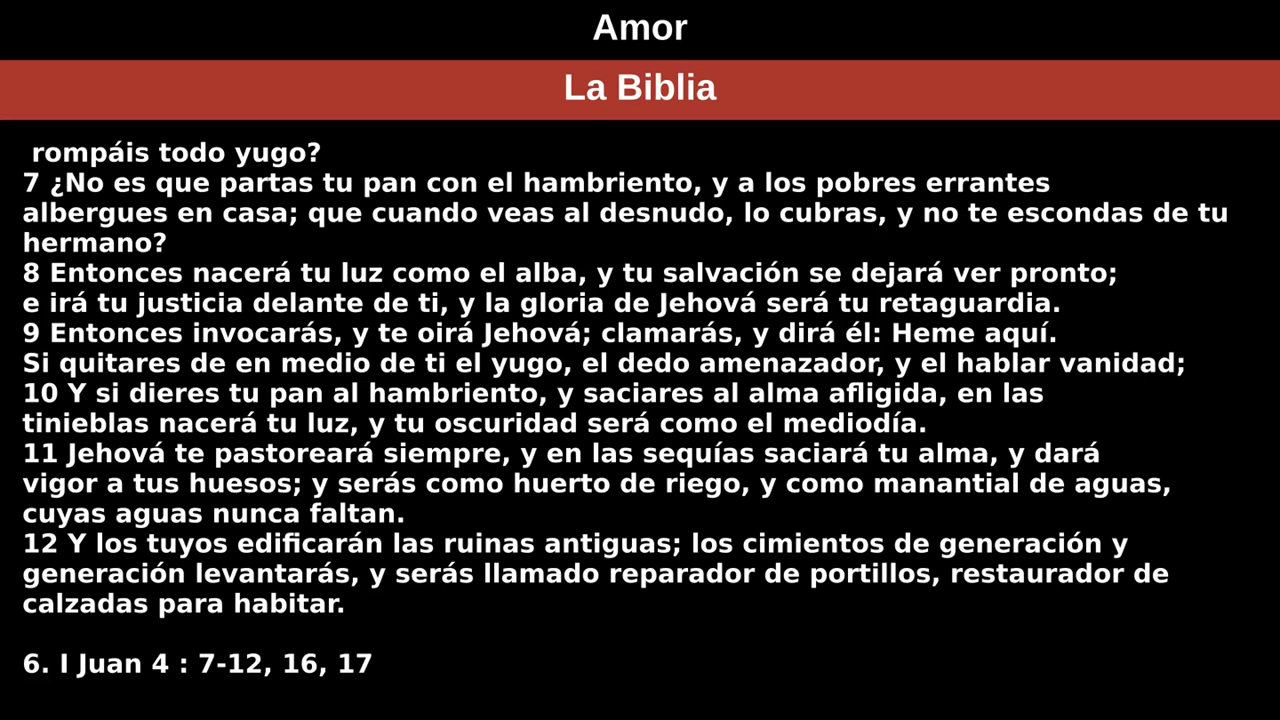 Amor
La Biblia
rompáis todo yugo?
7 ¿No es que partas tu pan con el hambriento, y a los pobres errantes
albergues en casa; que cuando veas al desnudo, lo cubras, y no te escondas de tu
hermano?
8 Entonces nacerá tu luz como el alba, y tu salvación se dejará ver pronto;
e irá tu justicia delante de ti, y la gloria de Jehová será tu retaguardia.
9 Entonces invocarás, y te oirá Jehová; clamarás, y dirá él: Heme aquí.
Si quitares de en medio de ti el yugo, el dedo amenazador, y el hablar vanidad;
10 Y si dieres tu pan al hambriento, y saciares al alma afligida, en las
tinieblas nacerá tu luz, y tu oscuridad será como el mediodía.
11 Jehová te pastoreará siempre, y en las sequías saciará tu alma, y dará
vigor a tus huesos; y serás como huerto de riego, y como manantial de aguas,
cuyas aguas nunca faltan.
12 Y los tuyos edificarán las ruinas antiguas; los cimientos de generación y
generación levantarás, y serás llamado reparador de portillos, restaurador de
calzadas para habitar.
6. I Juan 4 : 7-12, 16, 17